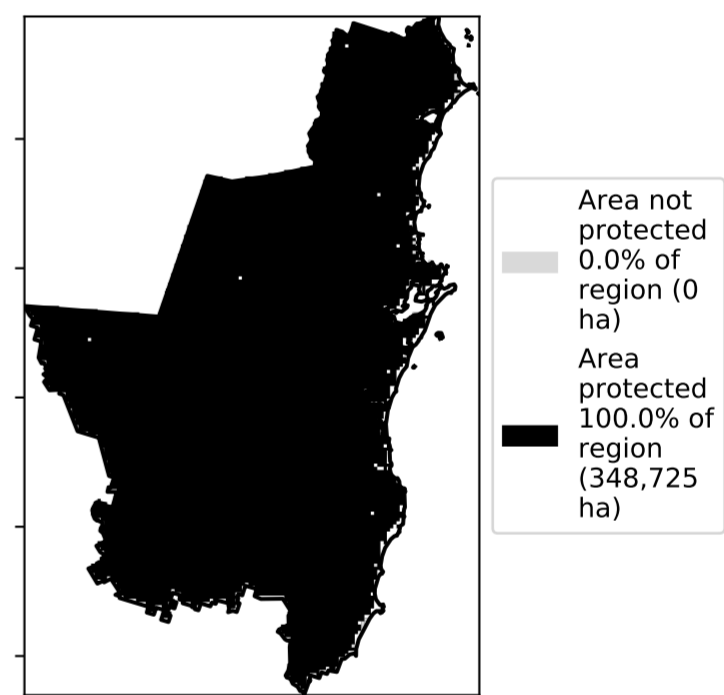 Area not
protected
0.0% of
region (0
ha)
Area
protected
100.0% of
region
(348,725
ha)